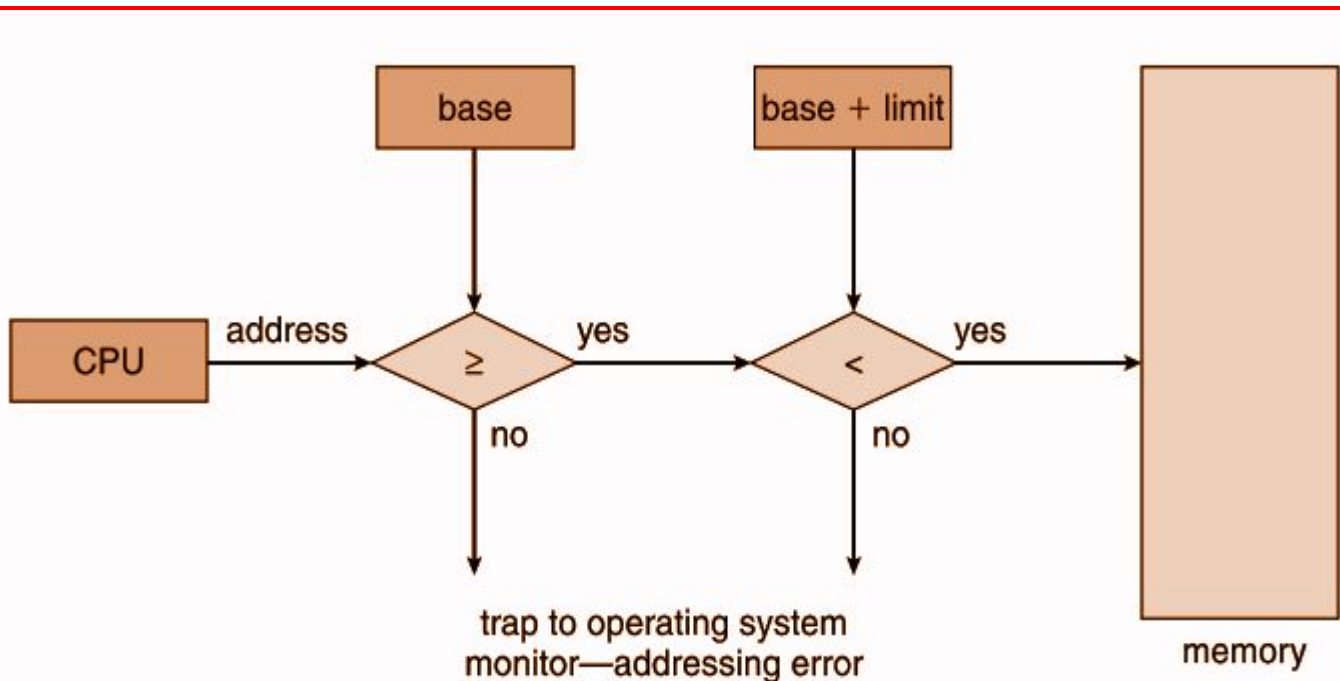 base
base + limit
CPU
address
≥
yes
<
yes
no
no
trap to operating system
monitor—addressing error
memory